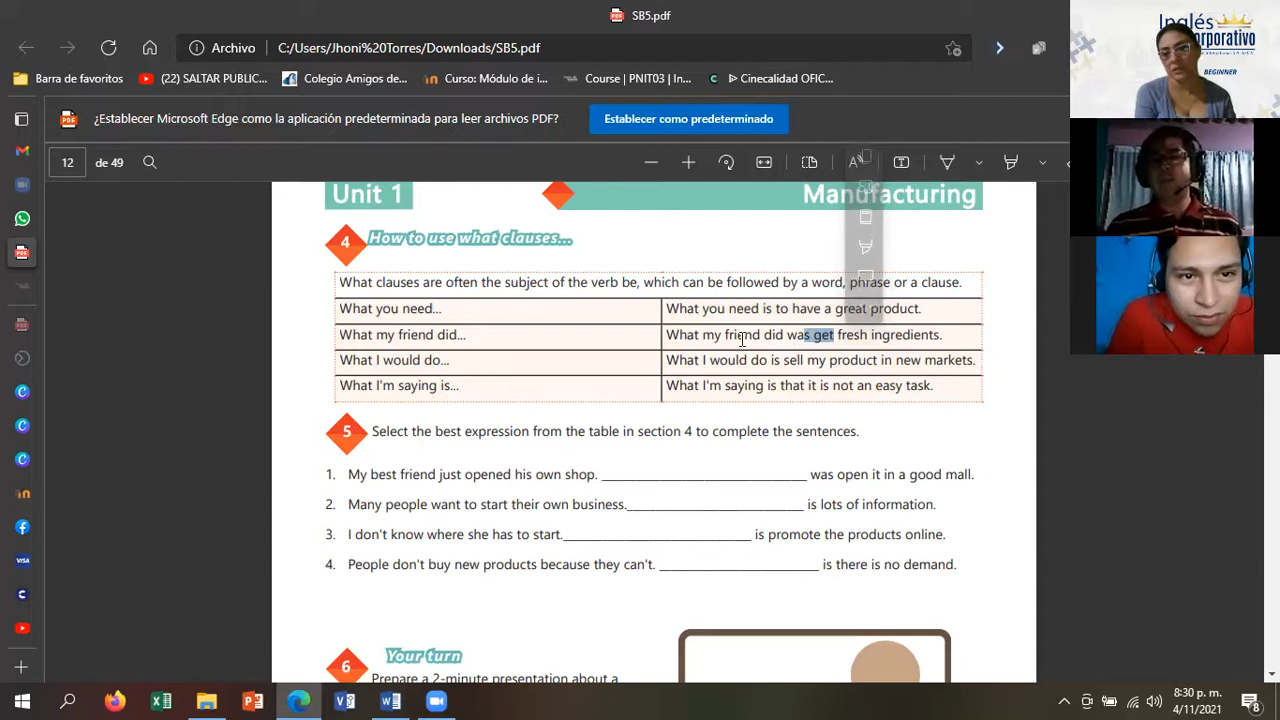 SB5.pdf
Archivo
C:/Users/Jhoni%20Torres/Downloads/SB5.pdf
Barra de favoritos
(22) SALTAR PUBLIC...
Colegio Amigos de...
Curso: Módulo de i...
Course | PNIT03 | In...
ᐅ Cinecalidad OFIC...
¿Establecer Microsoft Edge como la aplicación predeterminada para leer archivos PDF?
Establecer como predeterminado
12 de 49
Unit 1
Manufacturing
4 How to use what clauses...
What clauses are often the subject of the verb be, which can be followed by a word, phrase or a clause.
What you need... What you need is to have a great product.
What my friend did... What my friend did was get fresh ingredients.
What I would do... What I would do is sell my product in new markets.
What I'm saying is... What I'm saying is that it is not an easy task.
5 Select the best expression from the table in section 4 to complete the sentences.
1. My best friend just opened his own shop. ____________________ was open it in a good mall.
2. Many people want to start their own business.____________________ is lots of information.
3. I don't know where she has to start.____________________ is promote the products online.
4. People don't buy new products because they can't. ____________________ is there is no demand.
6 Your turn
Prepare a 2-minute presentation about a
Inglés
orporativo
BEGINNER
8:30 p. m.
4/11/2021
8